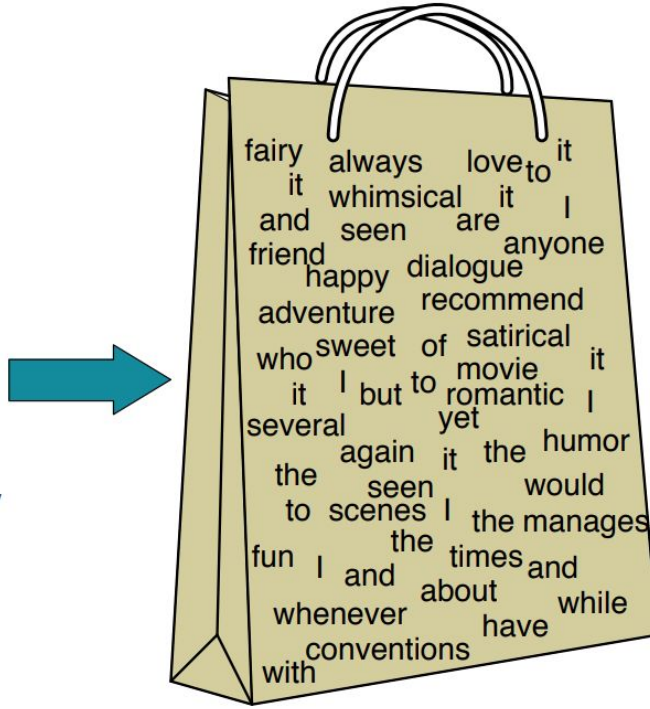 fairy always love to it
it whimsical it I
and seen are anyone
friend happy dialogue
adventure recommend
who sweet of satirical it
it I but to movie romantic I
several yet
again it the humor
the seen would
to scenes I the manages
fun I and the times and
whenever about while
have
with conventions